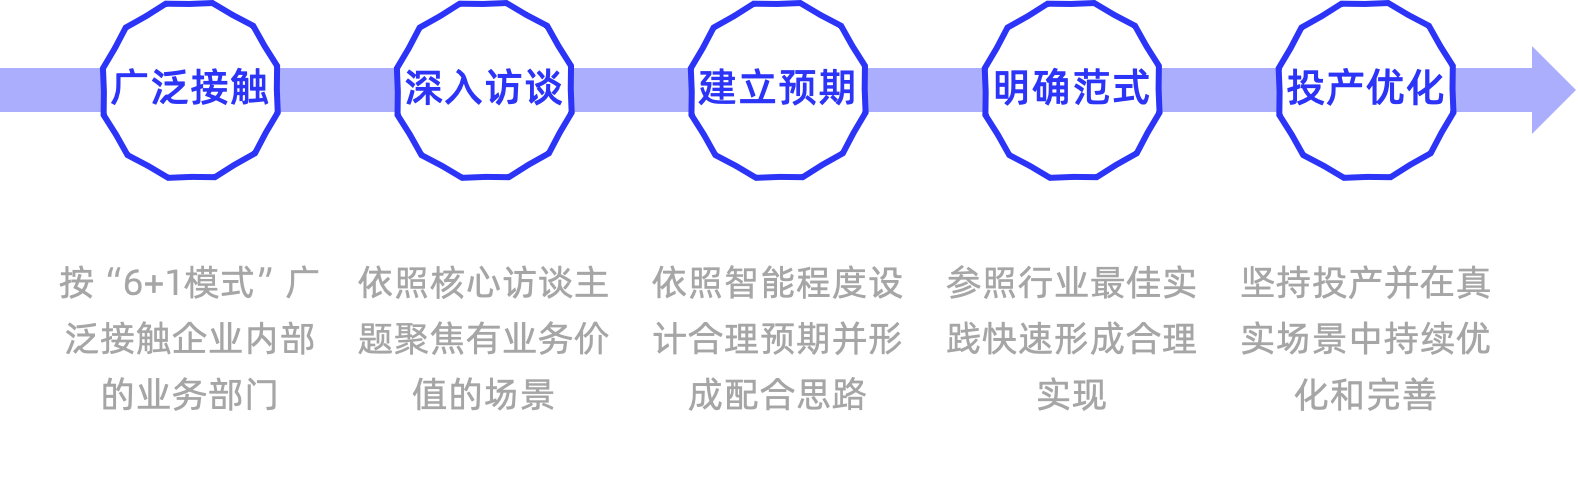 广泛接触
深入访谈
建立预期
明确范式
投产优化
按“6+1模式”广
泛接触企业内部
的业务部门
依照核心访谈主
题聚焦有业务价
值的场景
依照智能程度设
计合理预期并形
成配合思路
参照行业最佳实
践快速形成合理
实现
坚持投产并在真
实场景中持续优
化和完善